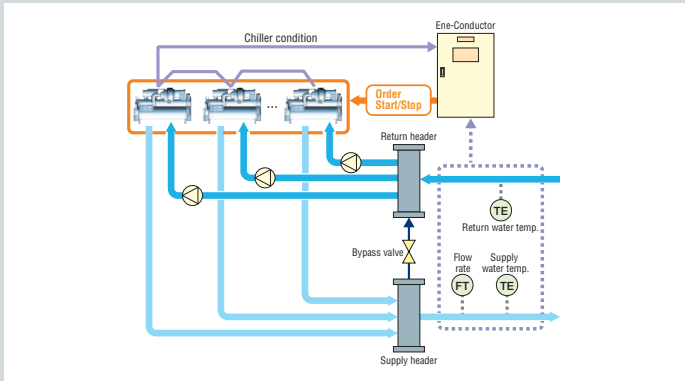 Ene-Conductor
Chiller condition
Order
Start/Stop
...
Return header
TE
Return water temp.
Bypass valve
Flow
rate
Supply
water temp.
FT
TE
Supply header